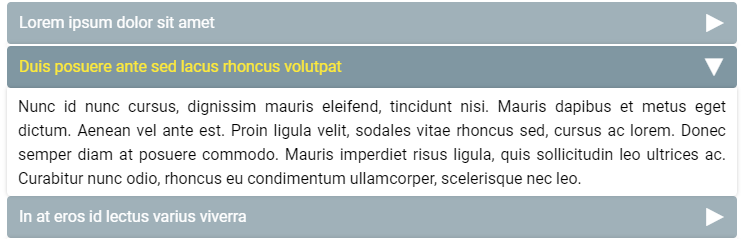 Lorem ipsum dolor sit amet
Duis posuere ante sed lacus rhoncus volutpat
Nunc id nunc cursus, dignissim mauris eleifend, tincidunt nisi. Mauris dapibus et metus eget
dictum. Aenean vel ante est. Proin ligula velit, sodales vitae rhoncus sed, cursus ac lorem. Donec
semper diam at posuere commodo. Mauris imperdiet risus ligula, quis sollicitudin leo ultrices ac.
Curabitur nunc odio, rhoncus eu condimentum ullamcorper, scelerisque nec leo.
In at eros id lectus varius viverra